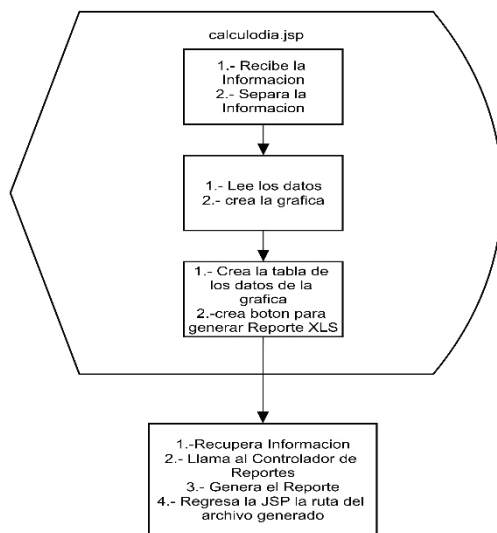 calculodia.jsp
1.- Recibe la
Informacion
2.- Separa la
Informacion
1.- Lee los datos
2.- crea la grafica
1.- Crea la tabla de
los datos de la
grafica
2.-crea boton para
generar Reporte XLS
1.-Recupera Informacion
2.- Llama al Controlador de
Reportes
3.- Genera el Reporte
4.- Regresa la JSP la ruta del
archivo generado